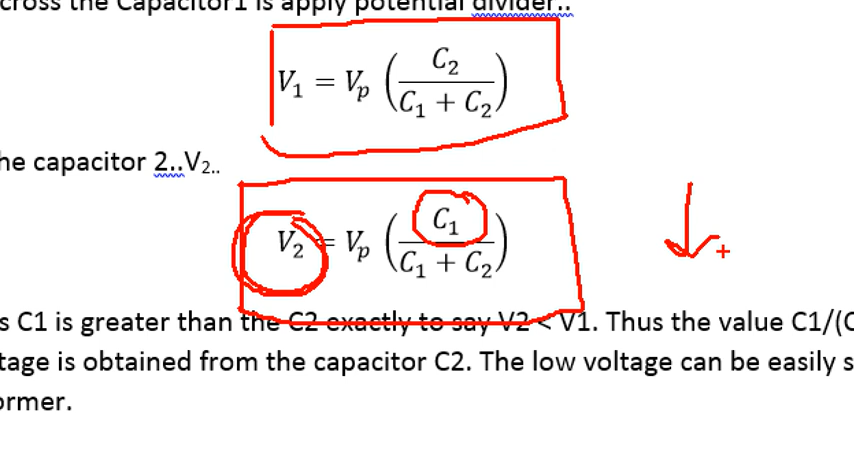 cross the Capacitor1 is apply potential divider..
V₁ = Vₚ (C₂ / (C₁ + C₂))
he capacitor 2..V₂..
V₂ = Vₚ (C₁ / (C₁ + C₂))
s C1 is greater than the C2 exactly to say V2 < V1. Thus the value C1/(C
tage is obtained from the capacitor C2. The low voltage can be easily s
ormer.